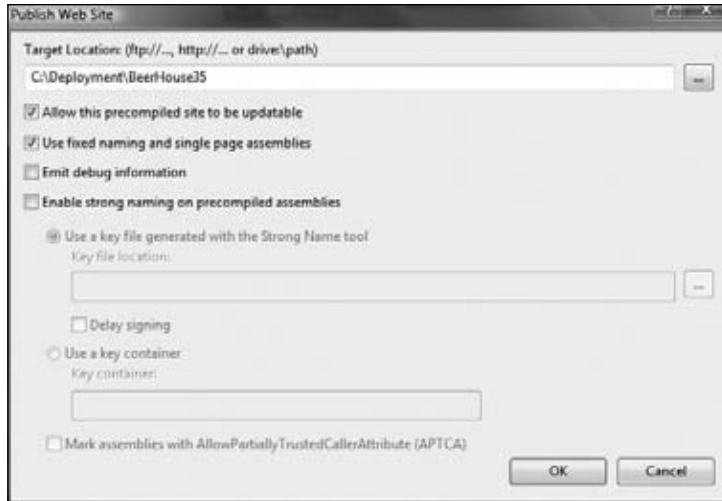 Publish Web Site
Target Location: (ftp://..., http://... or drive:\path)
C:\Deployment\BeerHouse35
...
Allow this precompiled site to be updatable
Use fixed naming and single page assemblies
Emit debug information
Enable strong naming on precompiled assemblies
Use a key file generated with the Strong Name tool
Key file location:
...
Delay signing
Use a key container
Key container:
Mark assemblies with AllowPartiallyTrustedCallerAttribute (APTCA)
OK Cancel